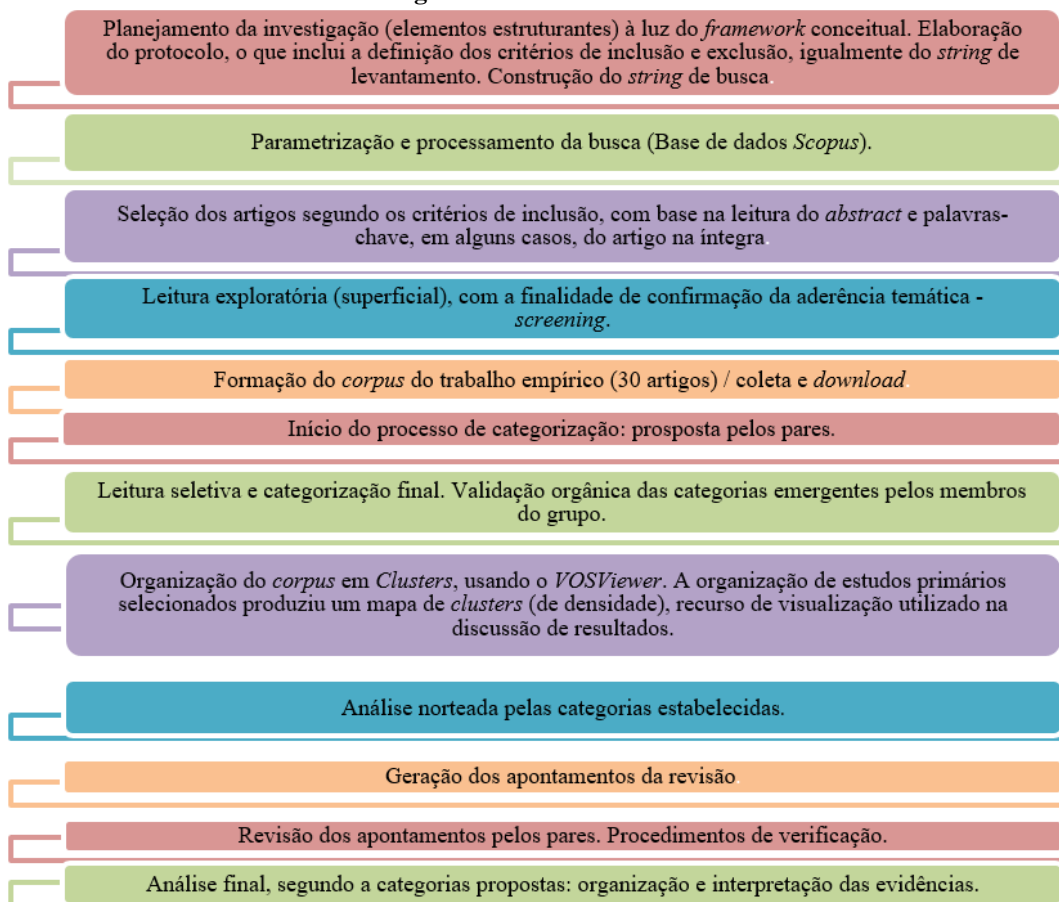 Planejamento da investigação (elementos estruturantes) à luz do framework conceitual. Elaboração
do protocolo, o que inclui a definição dos critérios de inclusão e exclusão, igualmente do string de
levantamento. Construção do string de busca.
Parametrização e processamento da busca (Base de dados Scopus).
Seleção dos artigos segundo os critérios de inclusão, com base na leitura do abstract e palavras-
chave, em alguns casos, do artigo na íntegra.
Leitura exploratória (superficial), com a finalidade de confirmação da aderência temática -
screening.
Formação do corpus do trabalho empírico (30 artigos) / coleta e download.
Início do processo de categorização: prosposta pelos pares.
Leitura seletiva e categorização final. Validação orgânica das categorias emergentes pelos membros
do grupo.
Organização do corpus em Clusters, usando o VOSViewer. A organização de estudos primários
selecionados produziu um mapa de clusters (de densidade), recurso de visualização utilizado na
discussão de resultados.
Análise norteada pelas categorias estabelecidas.
Geração dos apontamentos da revisão.
Revisão dos apontamentos pelos pares. Procedimentos de verificação.
Análise final, segundo a categorias propostas: organização e interpretação das evidências.